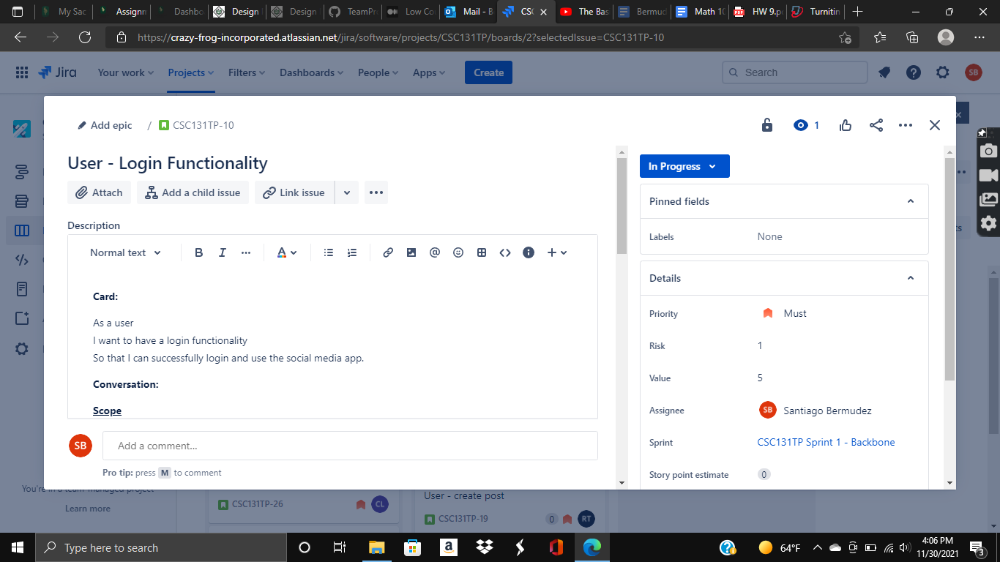 My Sac
Assignn
Dashbo
Design
Design
TeamPr
Low Co
Mail - B
CSC
The Bas
Bermud
Math 10
HW 9.p
Turnitin
https://crazy-frog-incorporated.atlassian.net/jira/software/projects/CSC131TP/boards/2?selectedIssue=CSC131TP-10
Jira
Your work
Projects
Filters
Dashboards
People
Apps
Create
Search
SB
Add epic / CSC131TP-10
1
User - Login Functionality
Attach
Add a child issue
Link issue
Description
Normal text
B I A
Card:
As a user
I want to have a login functionality
So that I can successfully login and use the social media app.
Conversation:
Scope
SB
Add a comment...
Pro tip: press M to comment
In Progress
Pinned fields
Labels None
Details
Priority Must
Risk 1
Value 5
Assignee SB Santiago Bermudez
Sprint CSC131TP Sprint 1 - Backbone
Story point estimate 0
You're in a team-managed project
Learn more
CSC131TP-26
CL
User - create post
CSC131TP-19
0
RT
Type here to search
64°F
4:06 PM
11/30/2021
3